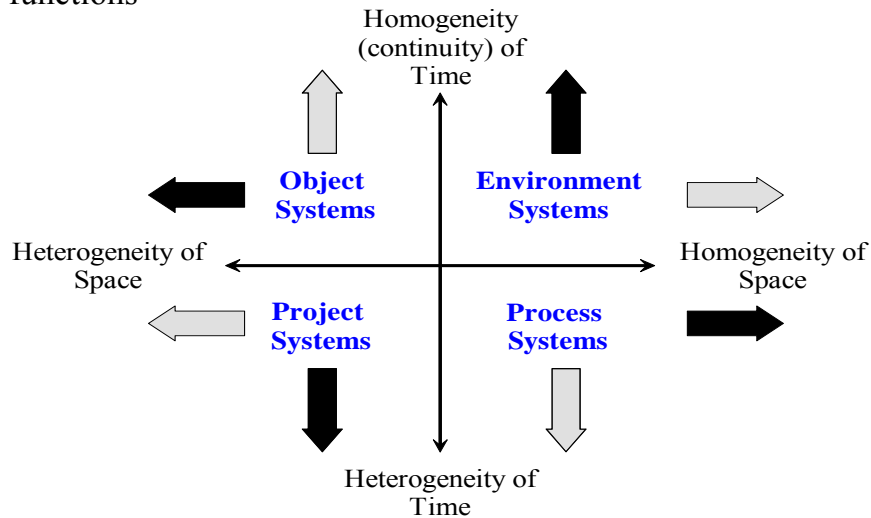 functions
Homogeneity
(continuity) of
Time
Object
Systems
Environment
Systems
Heterogeneity of
Space
Homogeneity of
Space
Project
Systems
Process
Systems
Heterogeneity of
Time